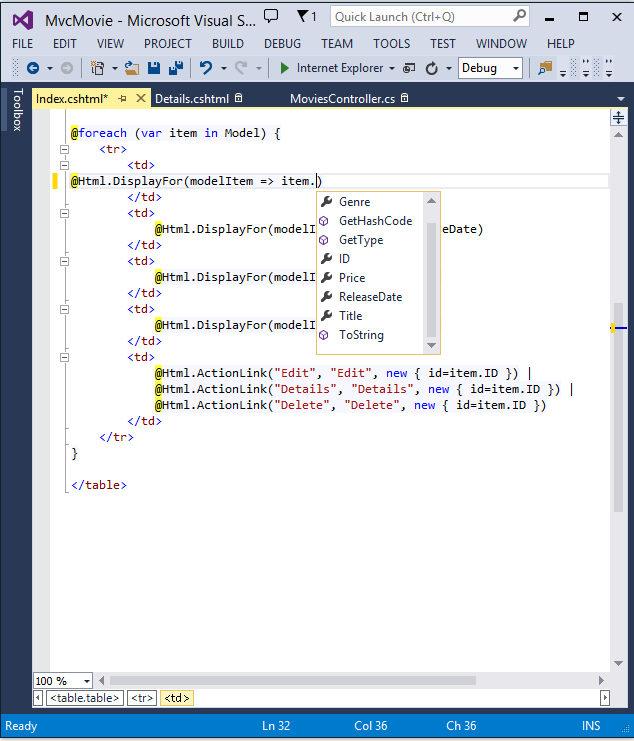 MvcMovie - Microsoft Visual S...
1
Quick Launch (Ctrl+Q)
FILE EDIT VIEW PROJECT BUILD DEBUG TEAM TOOLS TEST WINDOW HELP
Internet Explorer Debug
Toolbox
Index.cshtml* Details.cshtml MoviesController.cs
@foreach (var item in Model) {
<tr>
<td>
@Html.DisplayFor(modelItem => item.)
</td>
<td>
@Html.DisplayFor(modelI eDate)
</td>
<td>
@Html.DisplayFor(modelI
</td>
<td>
@Html.DisplayFor(modelI
</td>
<td>
@Html.ActionLink("Edit", "Edit", new { id=item.ID }) |
@Html.ActionLink("Details", "Details", new { id=item.ID }) |
@Html.ActionLink("Delete", "Delete", new { id=item.ID })
</td>
</tr>
}
</table>
Genre
GetHashCode
GetType
ID
Price
ReleaseDate
Title
ToString
100 %
<table.table> <tr> <td>
Ready Ln 32 Col 36 Ch 36 INS